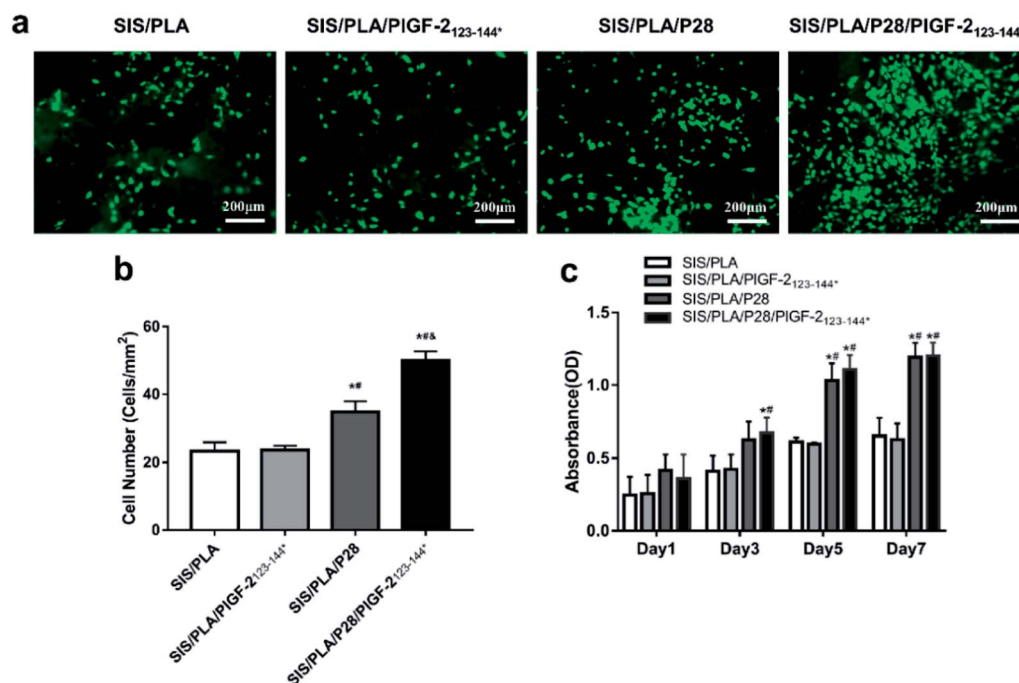 a
SIS/PLA
SIS/PLA/PlGF-2123-144*
SIS/PLA/P28
SIS/PLA/P28/PlGF-2123-144
200μm
200μm
200μm
200μm
b
Cell Number (Cells/mm2)
60
40
20
0
*#
*#&
SIS/PLA
SIS/PLA/PlGF-2123-144*
SIS/PLA/P28
SIS/PLA/P28/PlGF-2123-144*
c
SIS/PLA
SIS/PLA/PlGF-2123-144*
SIS/PLA/P28
SIS/PLA/P28/PlGF-2123-144*
Absorbance(OD)
1.5
1.0
0.5
0.0
*#
*#
*#
*#
*#
Day1
Day3
Day5
Day7